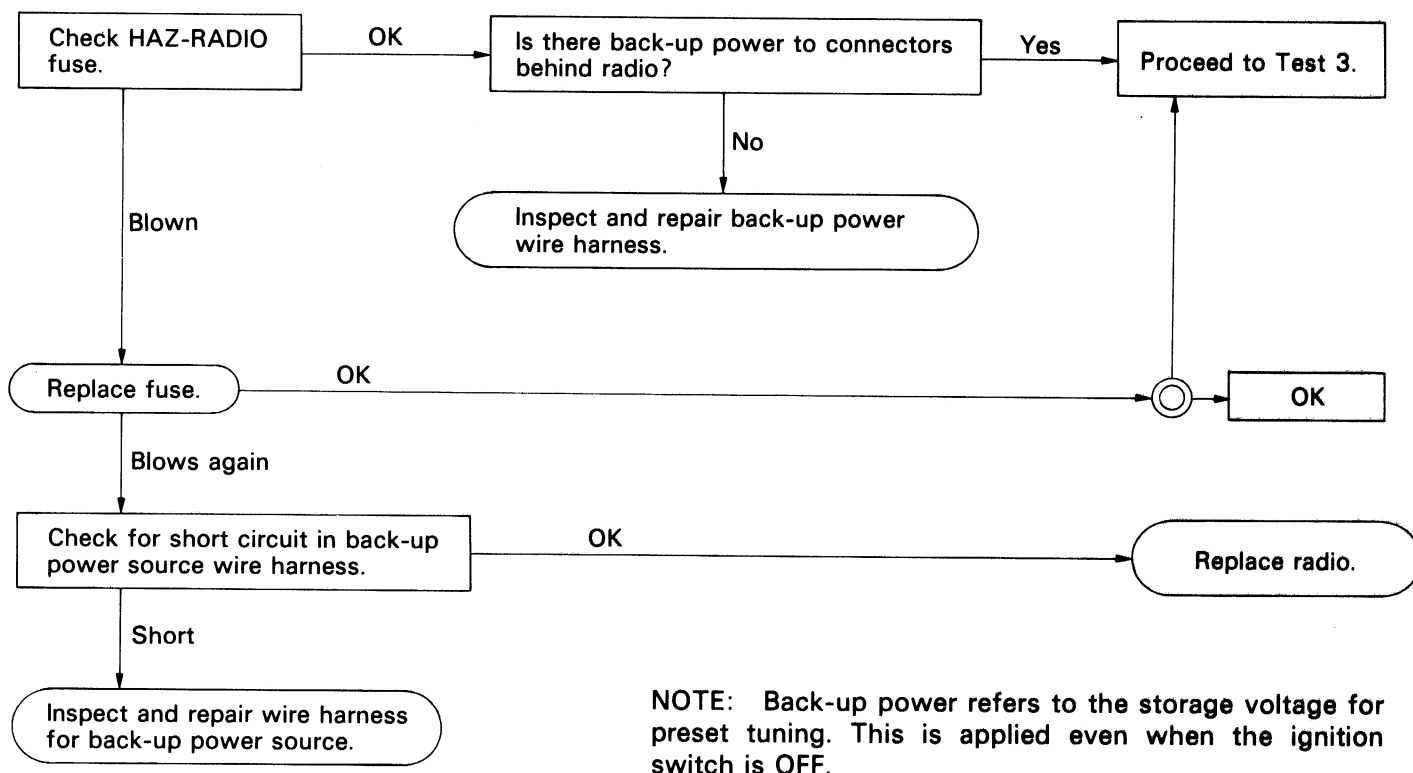 Check HAZ-RADIO
fuse.
OK
Is there back-up power to connectors
behind radio?
Yes
Proceed to Test 3.
No
Inspect and repair back-up power
wire harness.
Blown
Replace fuse.
OK
OK
Blows again
Check for short circuit in back-up
power source wire harness.
OK
Replace radio.
Short
Inspect and repair wire harness
for back-up power source.
NOTE: Back-up power refers to the storage voltage for
preset tuning. This is applied even when the ignition
switch is OFF.